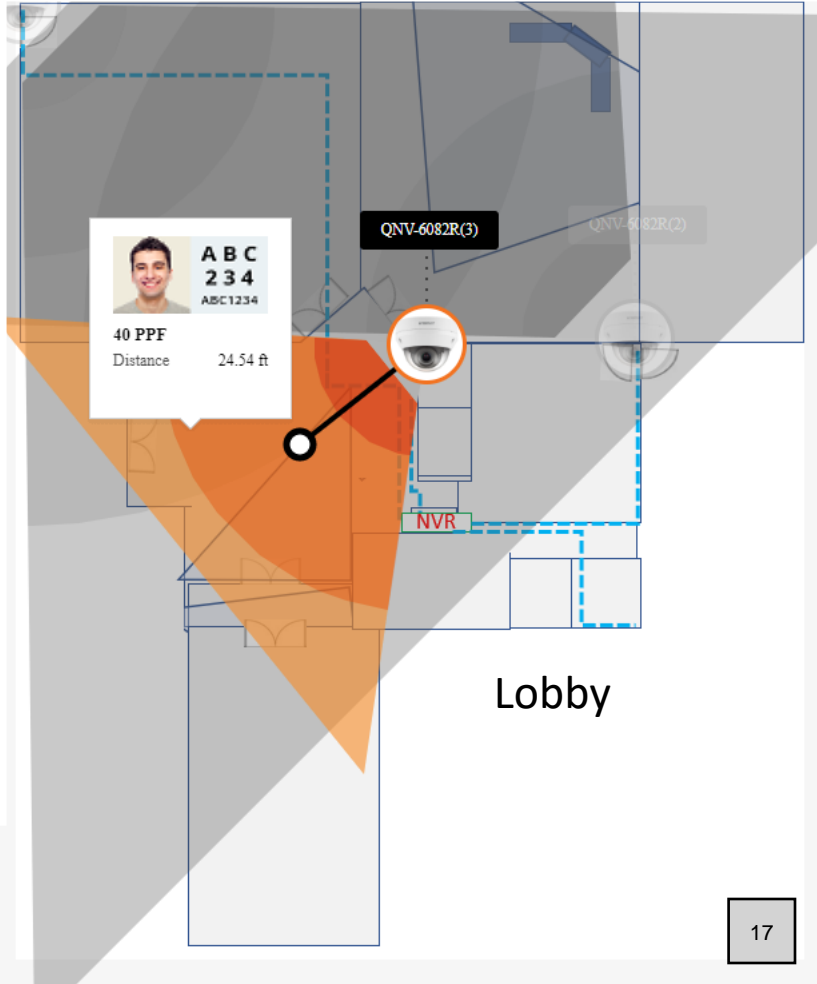 QNV-6082R(3)
QNV-6082R(2)
A B C
2 3 4
ABC1234
40 PPF
Distance 24.54 ft
NVR
Lobby
17